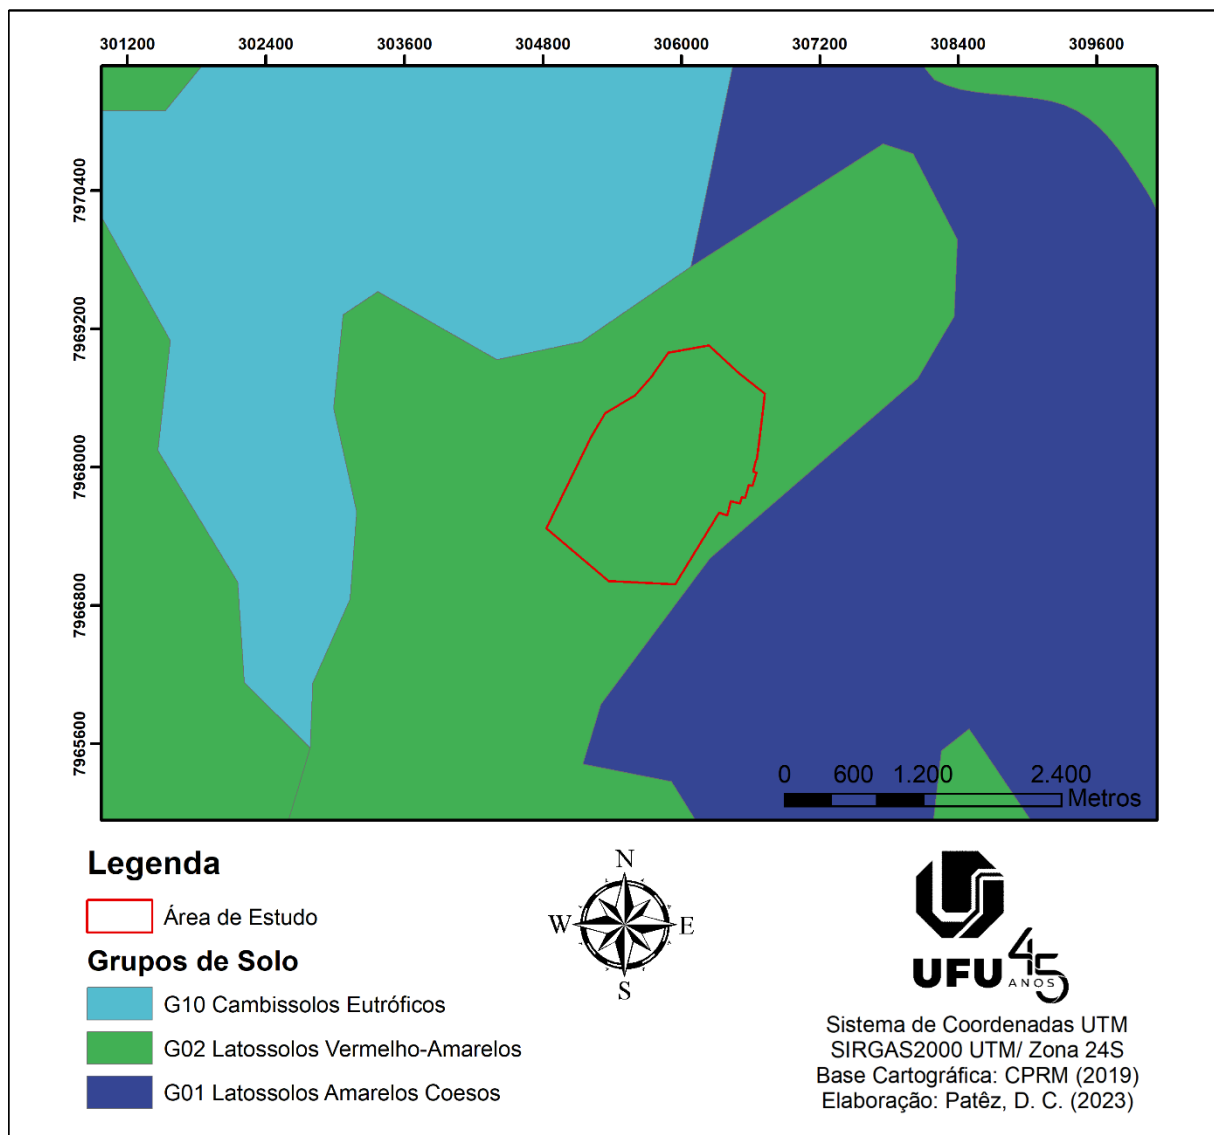 301200 302400 303600 304800 306000 307200 308400 309600
7970400
7969200
7968000
7966800
7965600
0 600 1.200 2.400
Metros
Legenda
Área de Estudo
Grupos de Solo
G10 Cambissolos Eutróficos
G02 Latossolos Vermelho-Amarelos
G01 Latossolos Amarelos Coesos
N
W E
S
UFU 45
ANOS
Sistema de Coordenadas UTM
SIRGAS2000 UTM/ Zona 24S
Base Cartográfica: CPRM (2019)
Elaboração: Patêz, D. C. (2023)